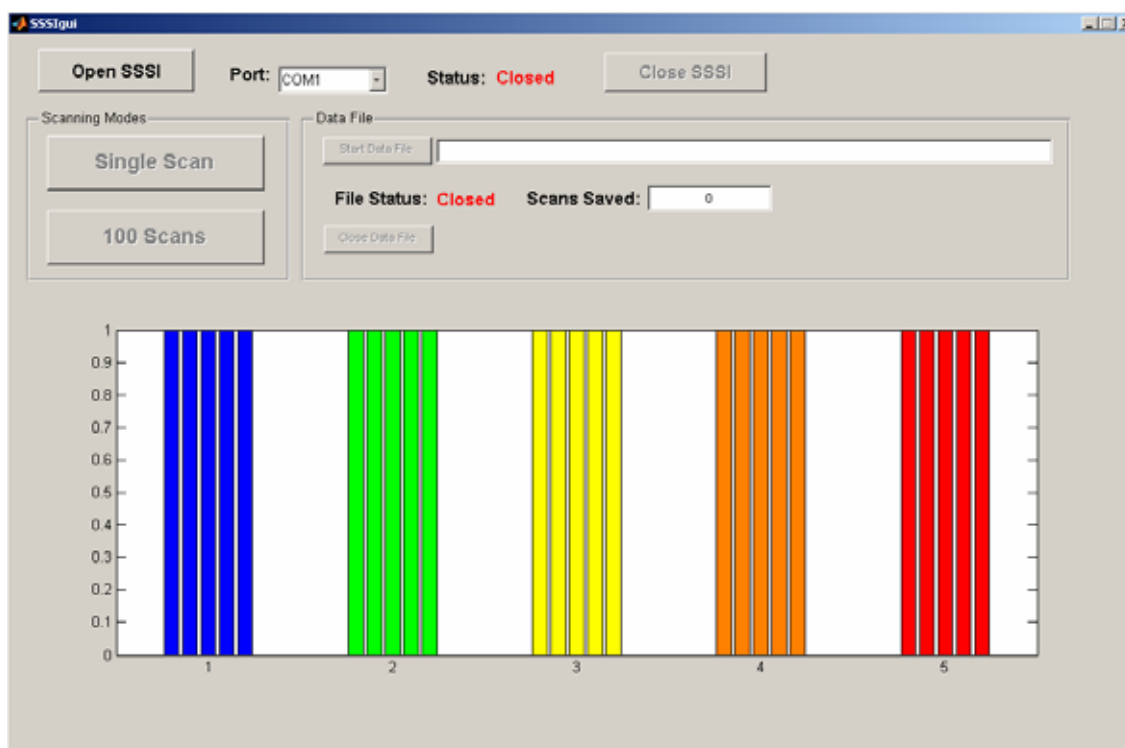 SSSIgui
Open SSSI Port: COM1 Status: Closed Close SSSI
Scanning Modes
Single Scan
100 Scans
Data File
Start Data File
File Status: Closed Scans Saved: 0
Close Data File
1
0.9
0.8
0.7
0.6
0.5
0.4
0.3
0.2
0.1
0
1 2 3 4 5